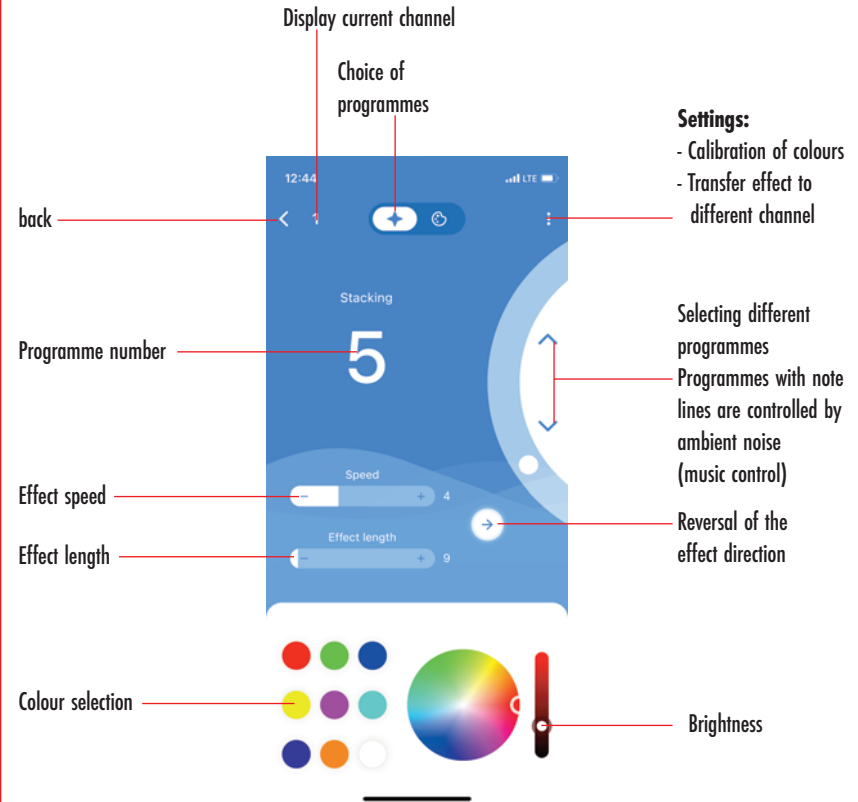 Display current channel
Choice of
programmes
Settings:
- Calibration of colours
- Transfer effect to
different channel
12:44
LTE
back
1
Stacking
Programme number
5
Selecting different
programmes
Programmes with note
lines are controlled by
ambient noise
(music control)
Speed
Effect speed
- + 4
Reversal of the
effect direction
Effect length
Effect length
- + 9
Colour selection
Brightness